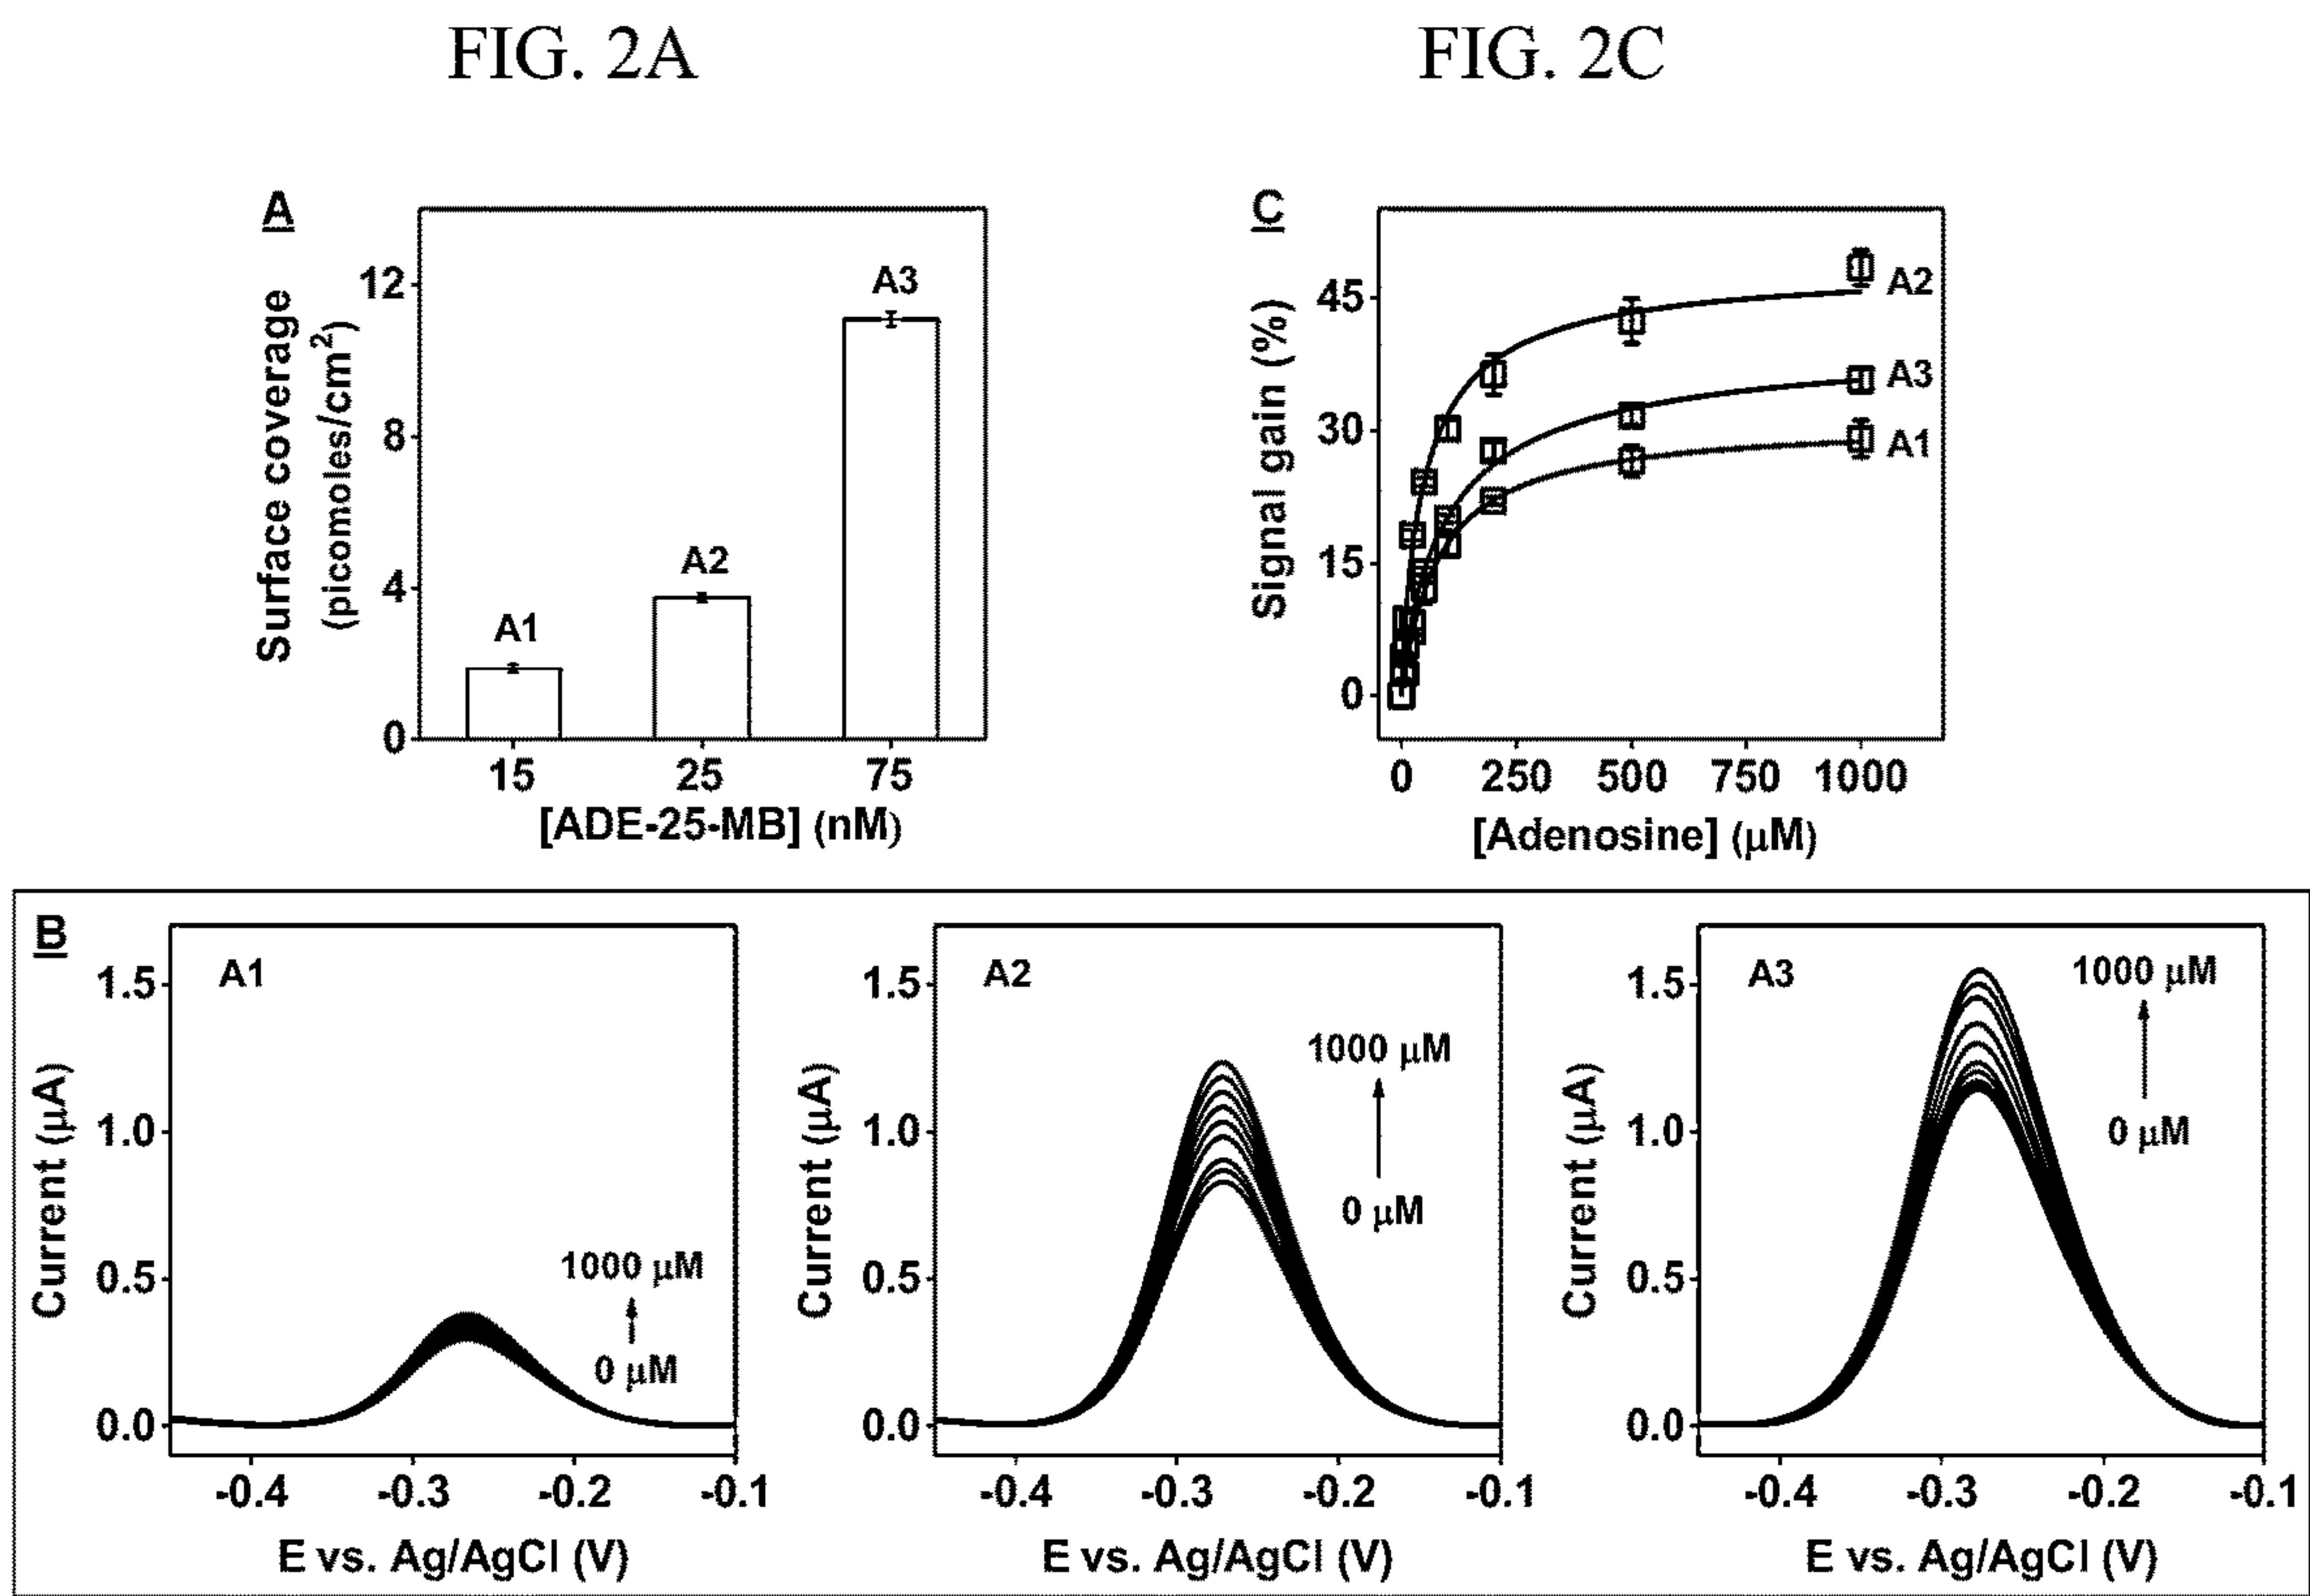 FIG. 2A
FIG. 2C
A
Surface coverage
(picomoles/cm²)
12
8
4
0
A1
A2
A3
15 25 75
[ADE-25-MB] (nM)
C
Signal gain (%)
45
30
15
0
A2
A3
A1
0 250 500 750 1000
[Adenosine] (μM)
B
A1
Current (μA)
1.5
1.0
0.5
0.0
1000 μM
0 μM
-0.4 -0.3 -0.2 -0.1
E vs. Ag/AgCl (V)
A2
Current (μA)
1.5
1.0
0.5
0.0
1000 μM
0 μM
-0.4 -0.3 -0.2 -0.1
E vs. Ag/AgCl (V)
A3
Current (μA)
1.5
1.0
0.5
0.0
1000 μM
0 μM
-0.4 -0.3 -0.2 -0.1
E vs. Ag/AgCl (V)